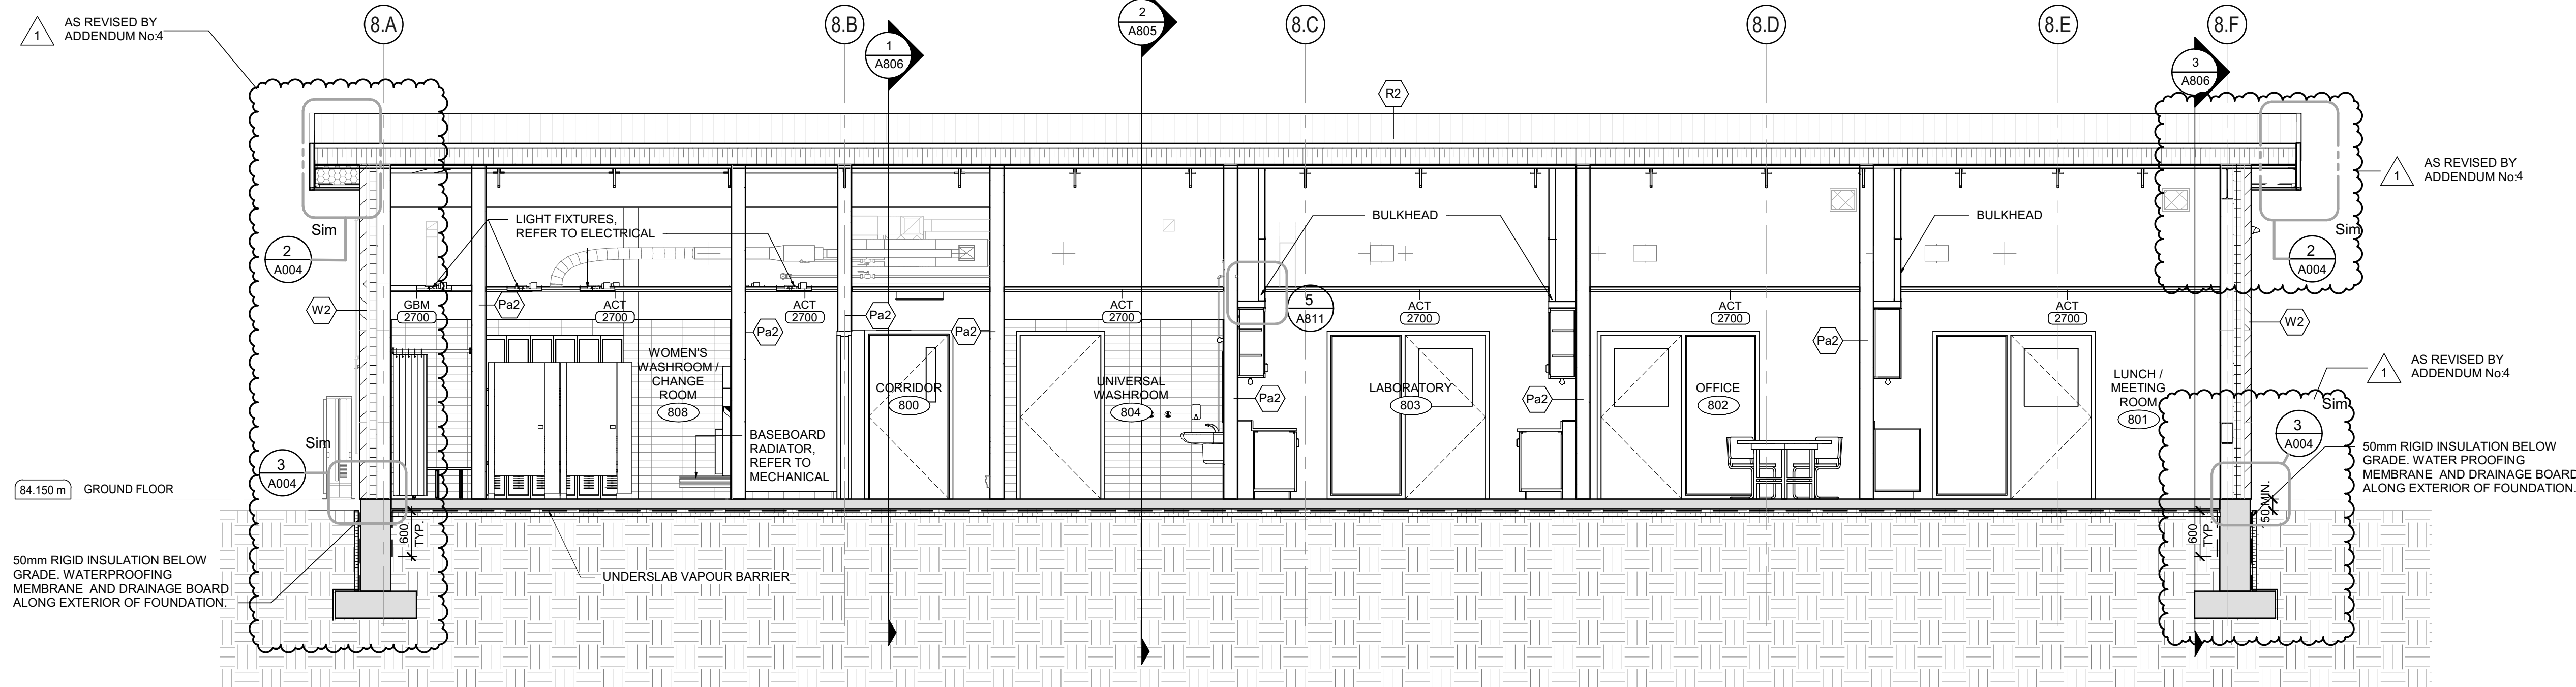 1
AS REVISED BY
ADDENDUM No:4
8.A
8.B
1
A806
2
A805
8.C
8.D
8.E
8.F
3
A806
R2
1
AS REVISED BY
ADDENDUM No:4
Sim
2
A004
LIGHT FIXTURES,
REFER TO ELECTRICAL
BULKHEAD
BULKHEAD
Sim
2
A004
W2
GBM
2700
Pa2
ACT
2700
Pa2
ACT
2700
Pa2
Pa2
ACT
2700
5
A811
ACT
2700
ACT
2700
Pa2
ACT
2700
W2
WOMEN'S
WASHROOM /
CHANGE
ROOM
808
CORRIDOR
800
UNIVERSAL
WASHROOM
804
Pa2
LABORATORY
803
Pa2
OFFICE
802
LUNCH /
MEETING
ROOM
801
1
AS REVISED BY
ADDENDUM No:4
Sim
3
A004
BASEBOARD
RADIATOR,
REFER TO
MECHANICAL
Sim
3
A004
50mm RIGID INSULATION BELOW
GRADE. WATER PROOFING
MEMBRANE AND DRAINAGE BOARD
ALONG EXTERIOR OF FOUNDATION.
84.150 m
GROUND FLOOR
600
TYP.
600
TYP.
50 MIN.
50mm RIGID INSULATION BELOW
GRADE. WATERPROOFING
MEMBRANE AND DRAINAGE BOARD
ALONG EXTERIOR OF FOUNDATION.
UNDERSLAB VAPOUR BARRIER